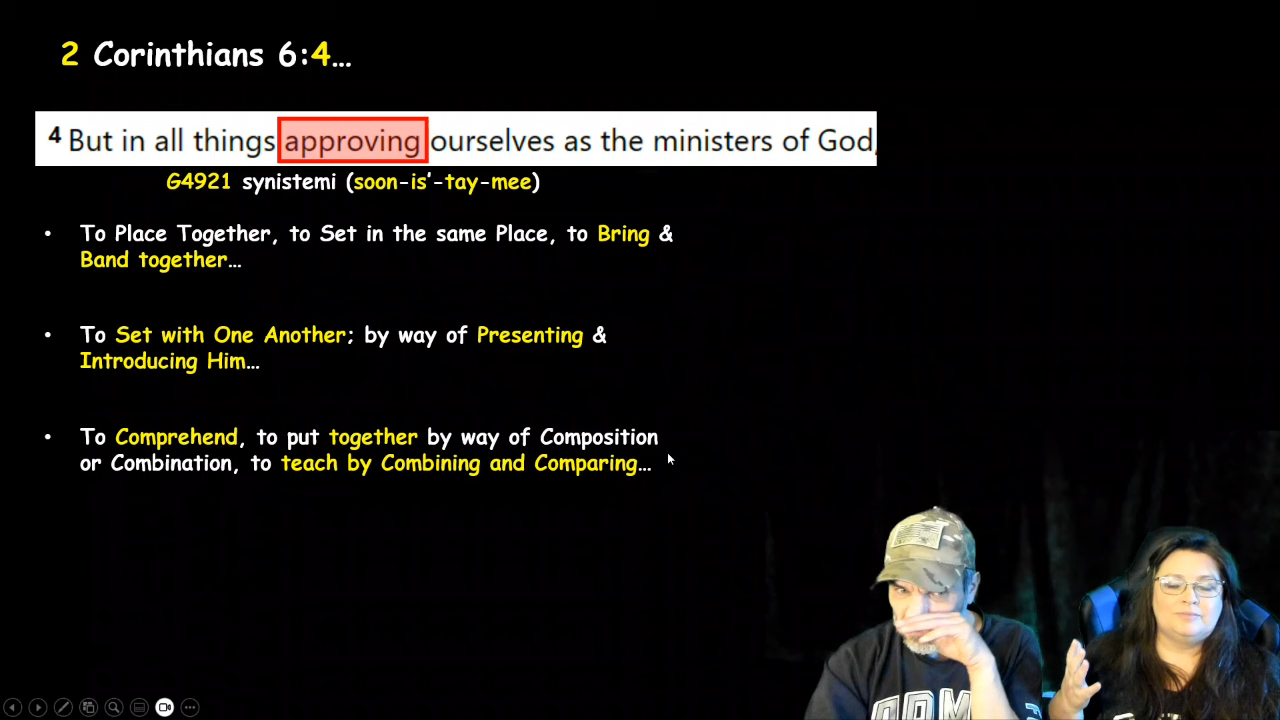 2 Corinthians 6:4...
4 But in all things approving ourselves as the ministers of God,
G4921 synistemi (soon-is'-tay-mee)
• To Place Together, to Set in the same Place, to Bring &
Band together...
• To Set with One Another; by way of Presenting &
Introducing Him...
• To Comprehend, to put together by way of Composition
or Combination, to teach by Combining and Comparing...